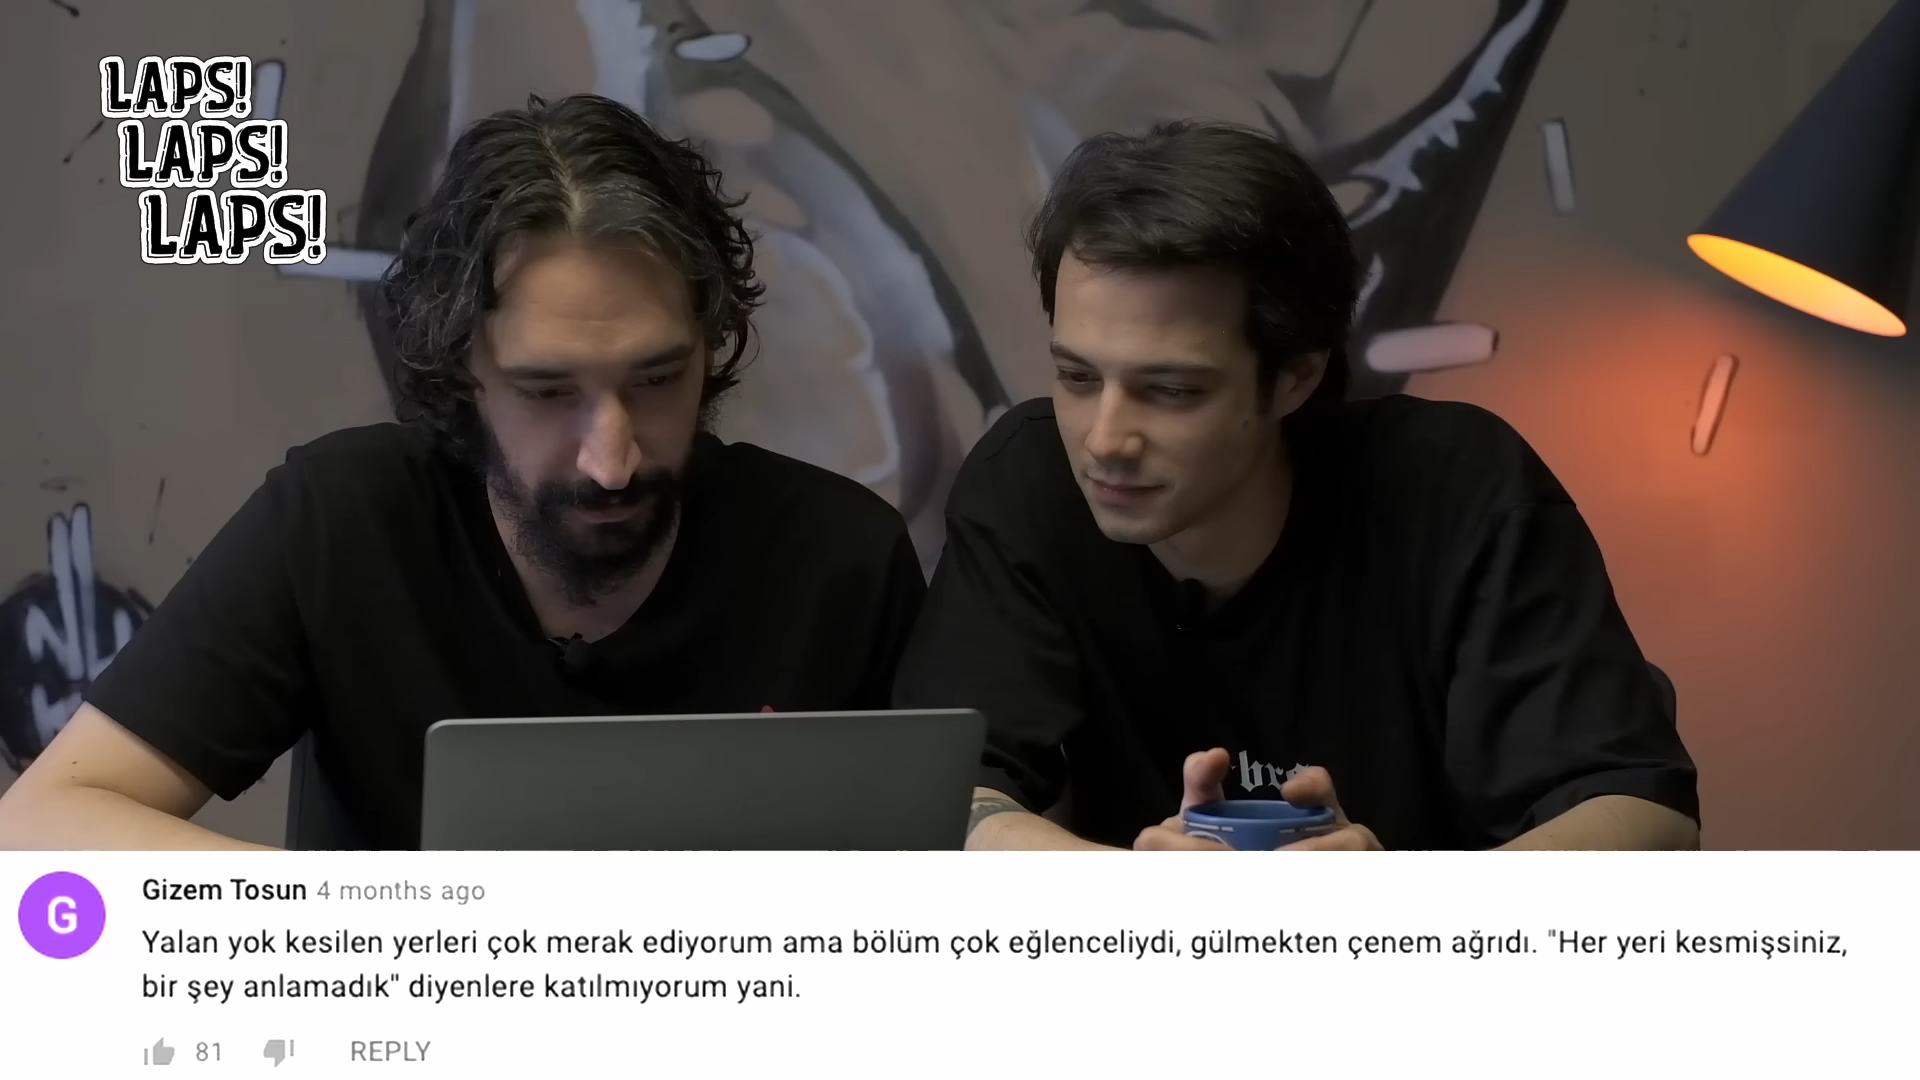 LAPS!
LAPS!
LAPS!
G
Gizem Tosun 4 months ago
Yalan yok kesilen yerleri çok merak ediyorum ama bölüm çok eğlenceliydi, gülmekten çenem ağrıdı. "Her yeri kesmişsiniz,
bir şey anlamadık" diyenlere katılmıyorum yani.
81 REPLY